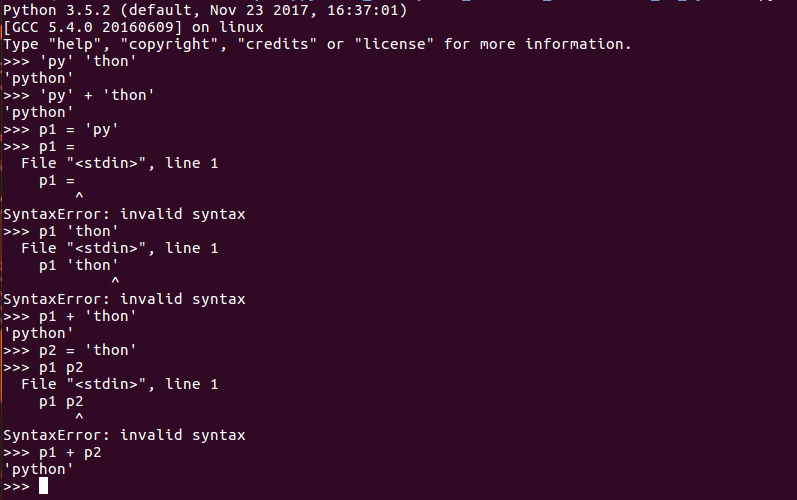 Python 3.5.2 (default, Nov 23 2017, 16:37:01)
[GCC 5.4.0 20160609] on linux
Type "help", "copyright", "credits" or "license" for more information.
>>> 'py' 'thon'
'python'
>>> 'py' + 'thon'
'python'
>>> p1 = 'py'
>>> p1 =
  File "<stdin>", line 1
    p1 =
        ^
SyntaxError: invalid syntax
>>> p1 'thon'
  File "<stdin>", line 1
    p1 'thon'
            ^
SyntaxError: invalid syntax
>>> p1 + 'thon'
'python'
>>> p2 = 'thon'
>>> p1 p2
  File "<stdin>", line 1
    p1 p2
        ^
SyntaxError: invalid syntax
>>> p1 + p2
'python'
>>>